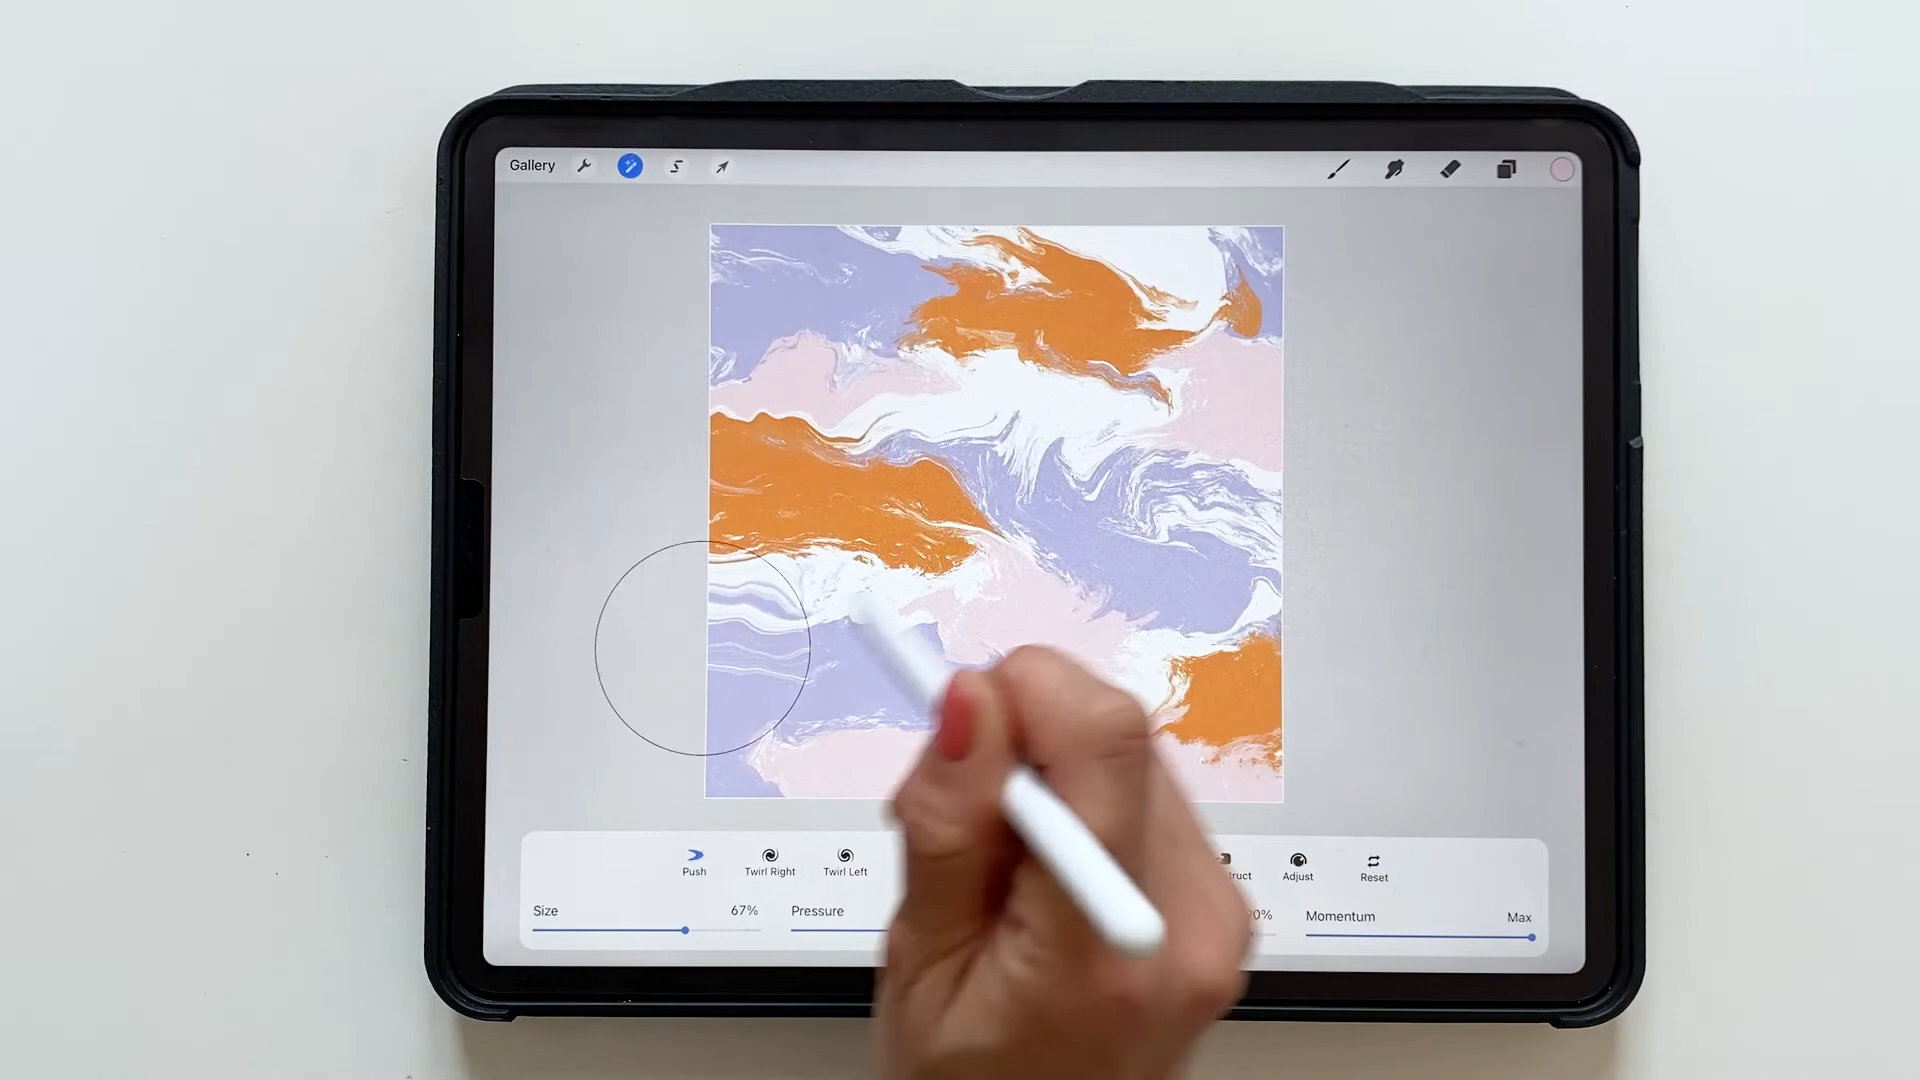 Gallery
Push Twirl Right Twirl Left Adjust Reset
Size 67% Pressure Momentum Max